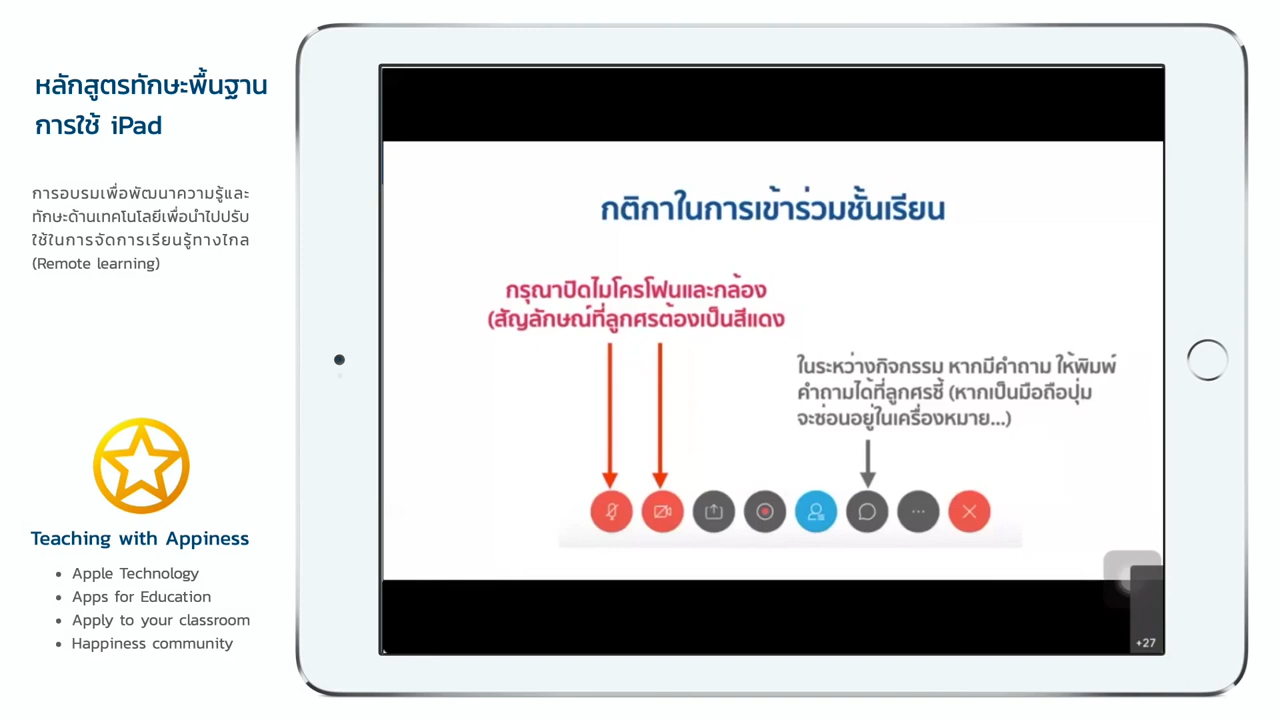 หลักสูตรทักษะพื้นฐาน
การใช้ iPad
การอบรมเพื่อพัฒนาความรู้และ
ทักษะด้านเทคโนโลยีเพื่อนำไปปรับ
ใช้ในการจัดการเรียนรู้ทางไกล
(Remote learning)
Teaching with Appiness
• Apple Technology
• Apps for Education
• Apply to your classroom
• Happiness community
กติกาในการเข้าร่วมชั้นเรียน
กรุณาปิดไมโครโฟนและกล้อง
(สัญลักษณ์ที่ลูกศรต้องเป็นสีแดง
ในระหว่างกิจกรรม หากมีคำถาม ให้พิมพ์
คำถามได้ที่ลูกศรชี้ (หากเป็นมือถือปุ่ม
จะซ่อนอยู่ในเครื่องหมาย...)
+27